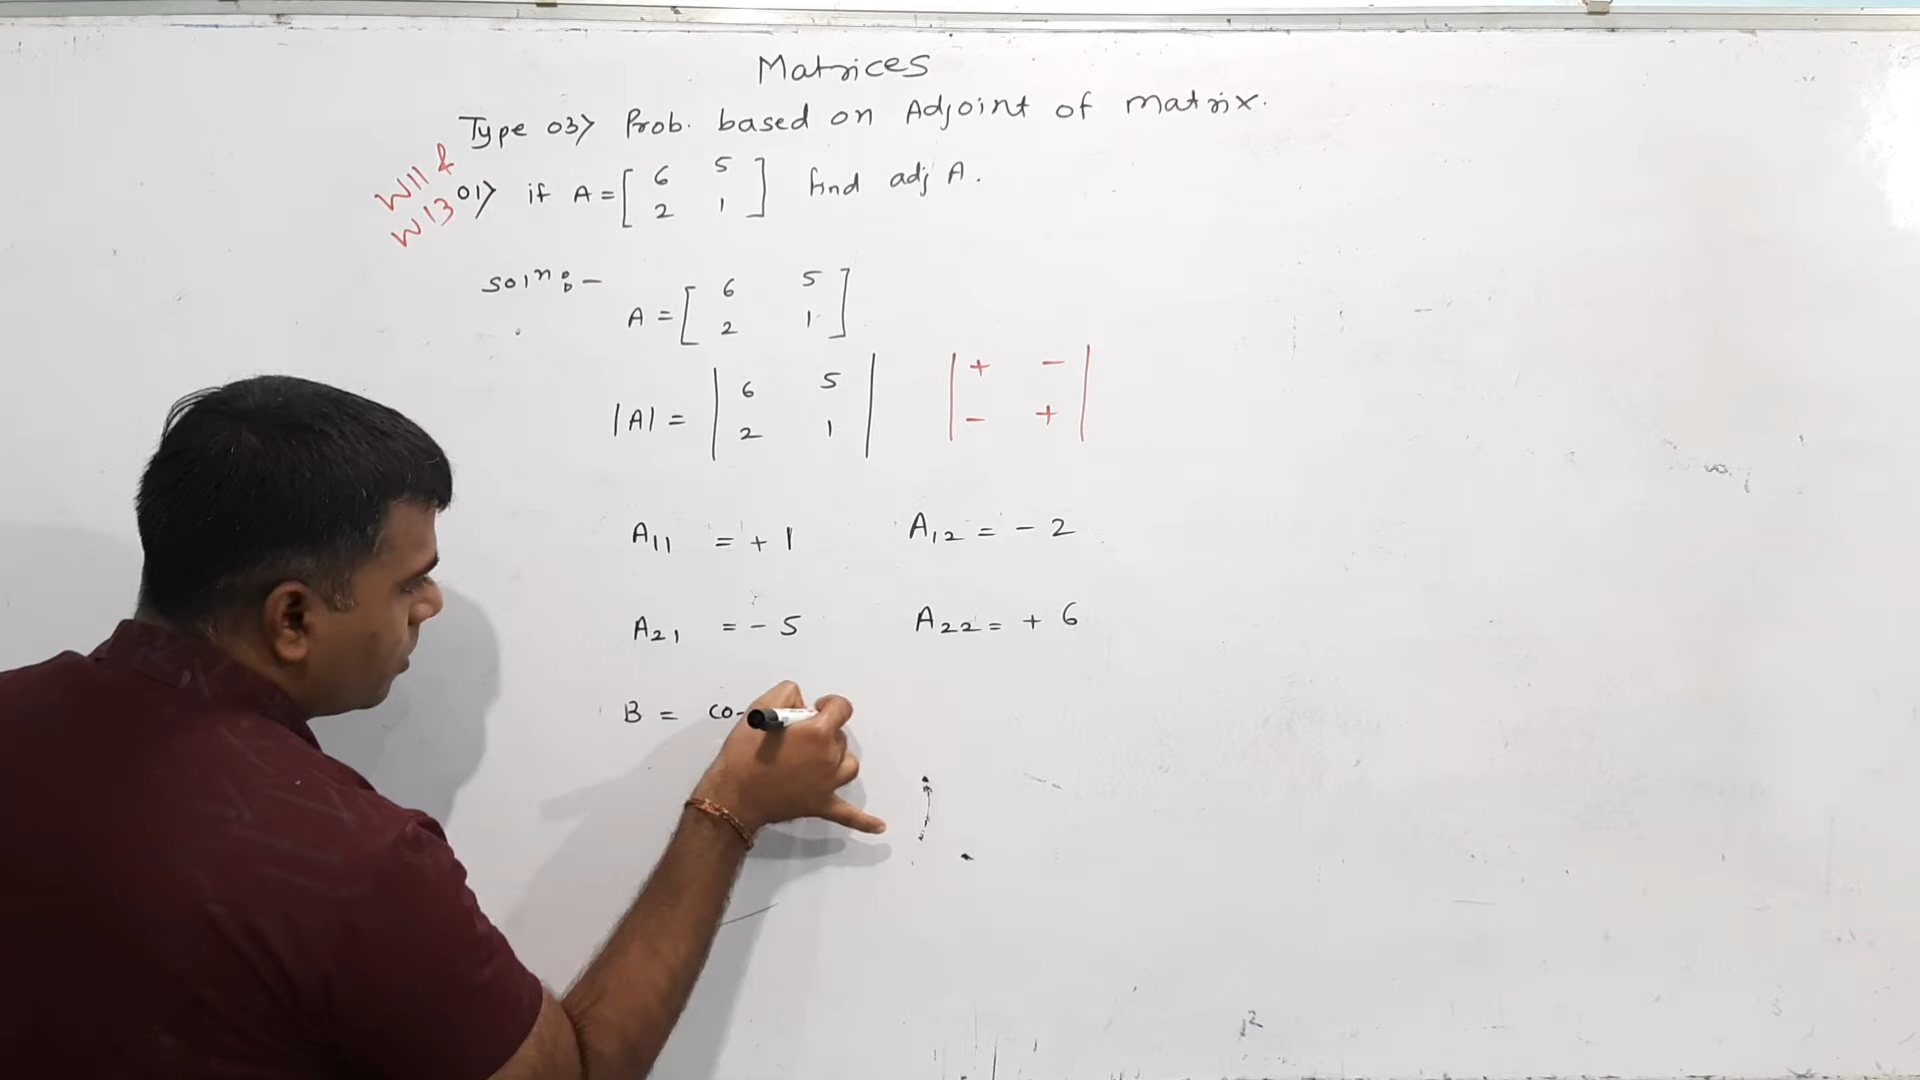 Matrices
Type 03> Prob. based on Adjoint of matrix.
W11 &
W13
01> if A = [ 6 5
2 1 ] find adj A.
Soln :-
A = [ 6 5
2 1 ]
|A| = | 6 5
2 1 |
| + -
- + |
A11 = + 1 A12 = - 2
A21 = - 5 A22 = + 6
B = co-